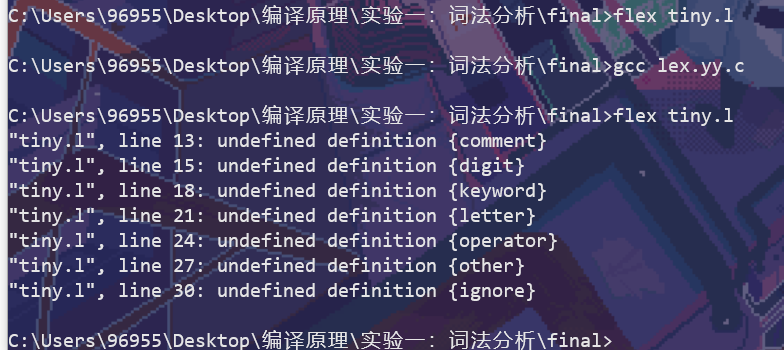 C:\Users\96955\Desktop\编译原理\实验一：词法分析\final>flex tiny.l
C:\Users\96955\Desktop\编译原理\实验一：词法分析\final>gcc lex.yy.c
C:\Users\96955\Desktop\编译原理\实验一：词法分析\final>flex tiny.l
"tiny.l", line 13: undefined definition {comment}
"tiny.l", line 15: undefined definition {digit}
"tiny.l", line 18: undefined definition {keyword}
"tiny.l", line 21: undefined definition {letter}
"tiny.l", line 24: undefined definition {operator}
"tiny.l", line 27: undefined definition {other}
"tiny.l", line 30: undefined definition {ignore}
C:\Users\96955\Desktop\编译原理\实验一：词法分析\final>